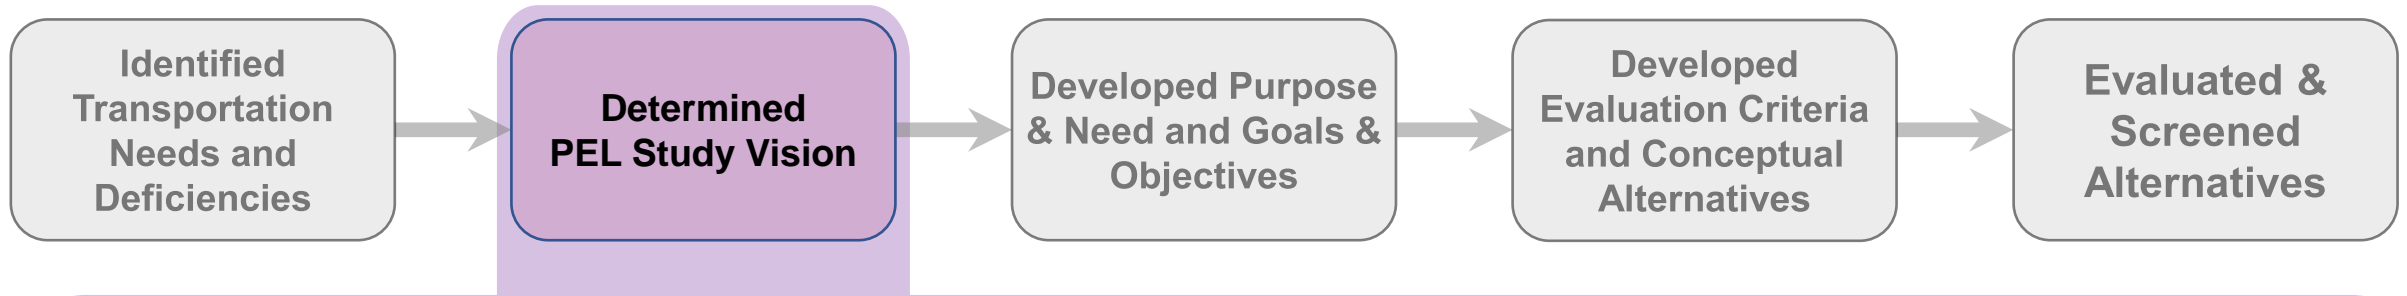 Identified
Transportation
Needs and
Deficiencies
Determined
PEL Study Vision
Developed Purpose
& Need and Goals &
Objectives
Developed
Evaluation Criteria
and Conceptual
Alternatives
Evaluated &
Screened
Alternatives